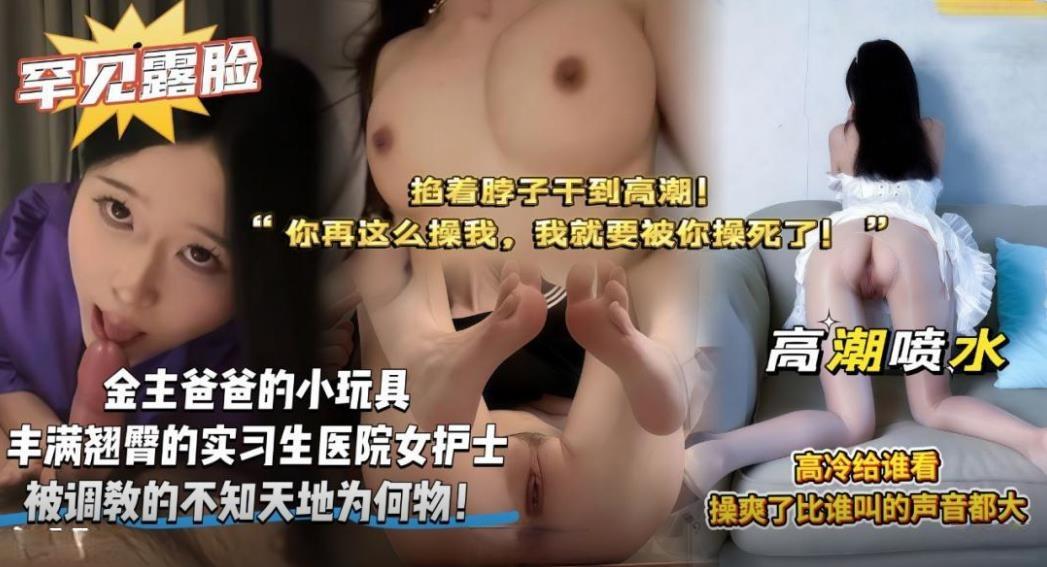 罕见露脸
掐着脖子干到高潮！
“你再这么操我，我就要被你操死了！”
高潮喷水
金主爸爸的小玩具
丰满翘臀的实习生医院女护士
被调教的不知天地为何物！
高冷给谁看
操爽了比谁叫的声音都大